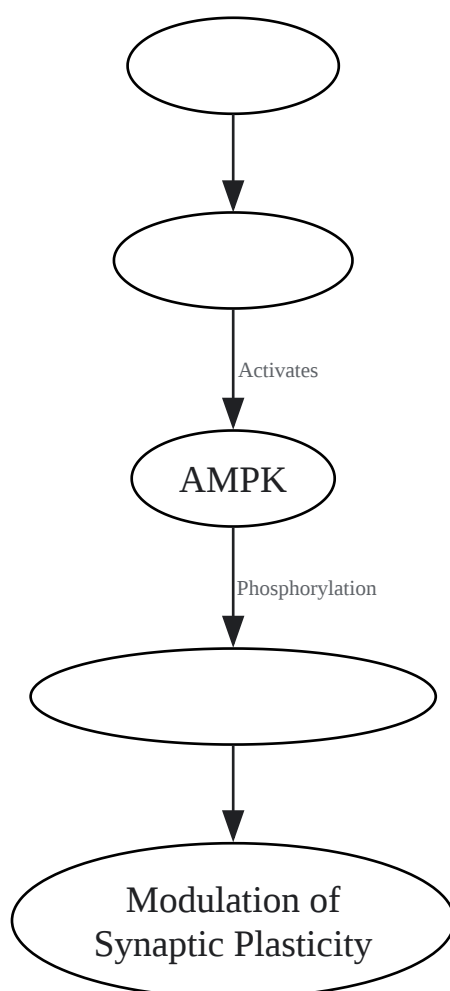 Activates
AMPK
Phosphorylation
Modulation of
Synaptic Plasticity